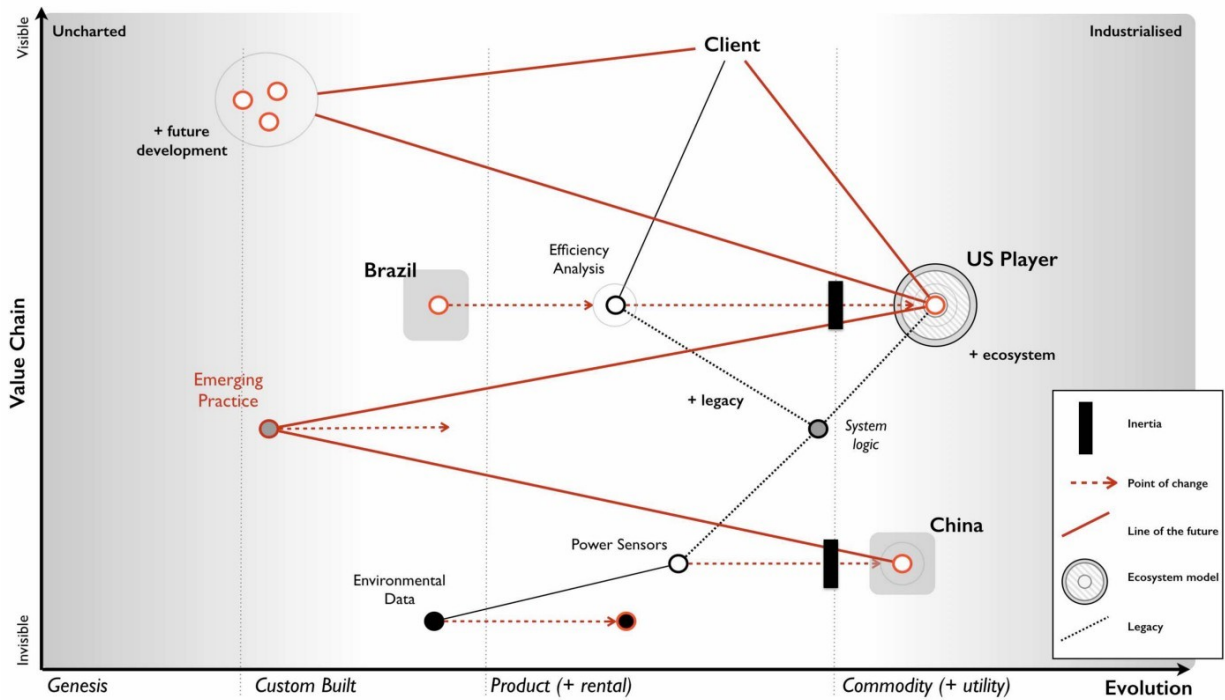 Uncharted
Client
Industrialised
Visible
+ future
development
Efficiency
Analysis
Brazil
US Player
+ ecosystem
Value Chain
Emerging
Practice
+ legacy
System
logic
China
Power Sensors
Environmental
Data
Inertia
Point of change
Line of the future
Ecosystem model
Legacy
Invisible
Genesis
Custom Built
Product (+ rental)
Commodity (+ utility)
Evolution